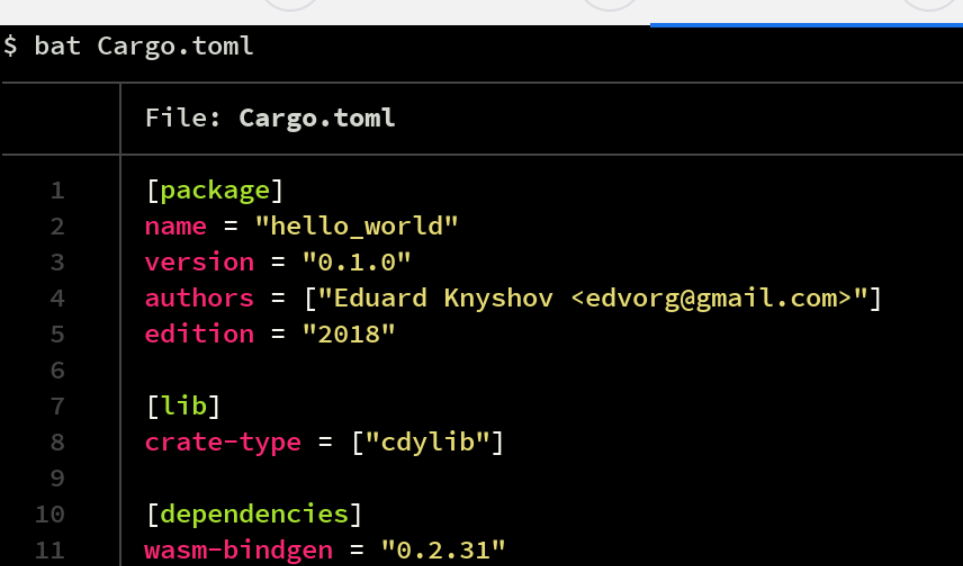 $ bat Cargo.toml
File: Cargo.toml
1 [package]
2 name = "hello_world"
3 version = "0.1.0"
4 authors = ["Eduard Knyshov <edvorg@gmail.com>"]
5 edition = "2018"
6
7 [lib]
8 crate-type = ["cdylib"]
9
10 [dependencies]
11 wasm-bindgen = "0.2.31"